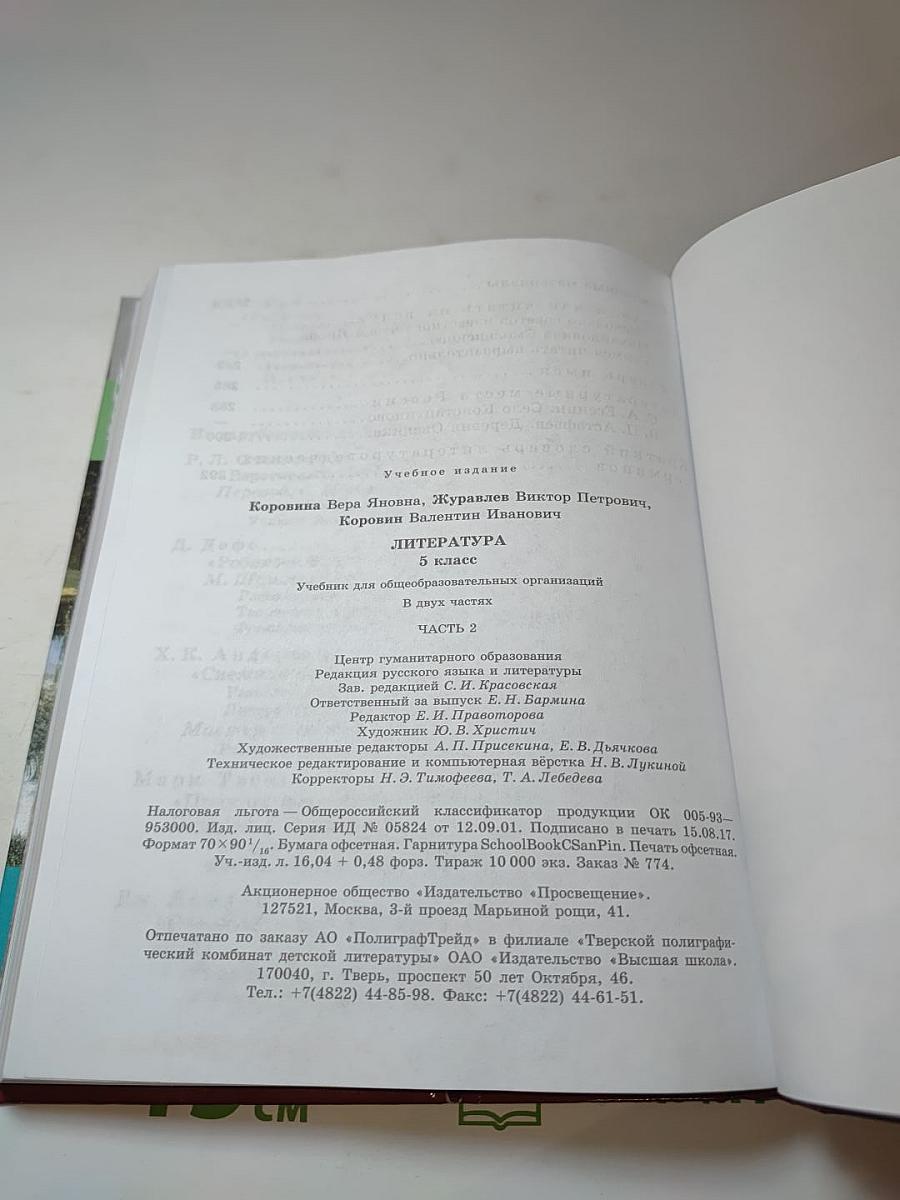 Учебное издание
Коровина Вера Яновна, Журавлев Виктор Петрович,
Коровин Валентин Иванович
ЛИТЕРАТУРА
5 класс
Учебник для общеобразовательных организаций
В двух частях
ЧАСТЬ 2
Центр гуманитарного образования
Редакция русского языка и литературы
Зав. редакцией С. И. Красовская
Ответственный за выпуск Е. Н. Бармина
Редактор Е. И. Правоторова
Художник Ю. В. Христич
Художественные редакторы А. П. Присекина, Е. В. Дьячкова
Техническое редактирование и компьютерная вёрстка Н. В. Лукиной
Корректоры Н. Э. Тимофеева, Т. А. Лебедева
Налоговая льгота — Общероссийский классификатор продукции ОК 005-93—
953000. Изд. лиц. Серия ИД № 05824 от 12.09.01. Подписано в печать 15.08.17.
Формат 70×90 1/16. Бумага офсетная. Гарнитура SchoolBookCSanPin. Печать офсетная.
Уч.-изд. л. 16,04 + 0,48 форз. Тираж 10 000 экз. Заказ № 774.
Акционерное общество «Издательство «Просвещение».
127521, Москва, 3-й проезд Марьиной рощи, 41.
Отпечатано по заказу АО «ПолиграфТрейд» в филиале «Тверской полиграфи-
ческий комбинат детской литературы» ОАО «Издательство «Высшая школа».
170040, г. Тверь, проспект 50 лет Октября, 46.
Тел.: +7(4822) 44-85-98. Факс: +7(4822) 44-61-51.
см